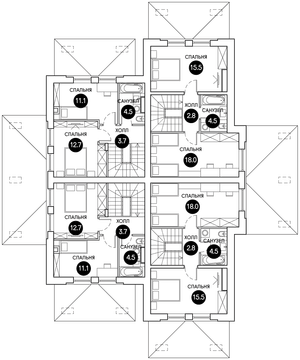 СПАЛЬНЯ
15.5
СПАЛЬНЯ
11.1
САНУЗЕЛ
4.5
ХОЛЛ
2.8
САНУЗЕЛ
4.5
СПАЛЬНЯ
12.7
ХОЛЛ
3.7
СПАЛЬНЯ
18.0
СПАЛЬНЯ
12.7
ХОЛЛ
3.7
СПАЛЬНЯ
18.0
САНУЗЕЛ
4.5
ХОЛЛ
2.8
САНУЗЕЛ
4.5
СПАЛЬНЯ
11.1
СПАЛЬНЯ
15.5